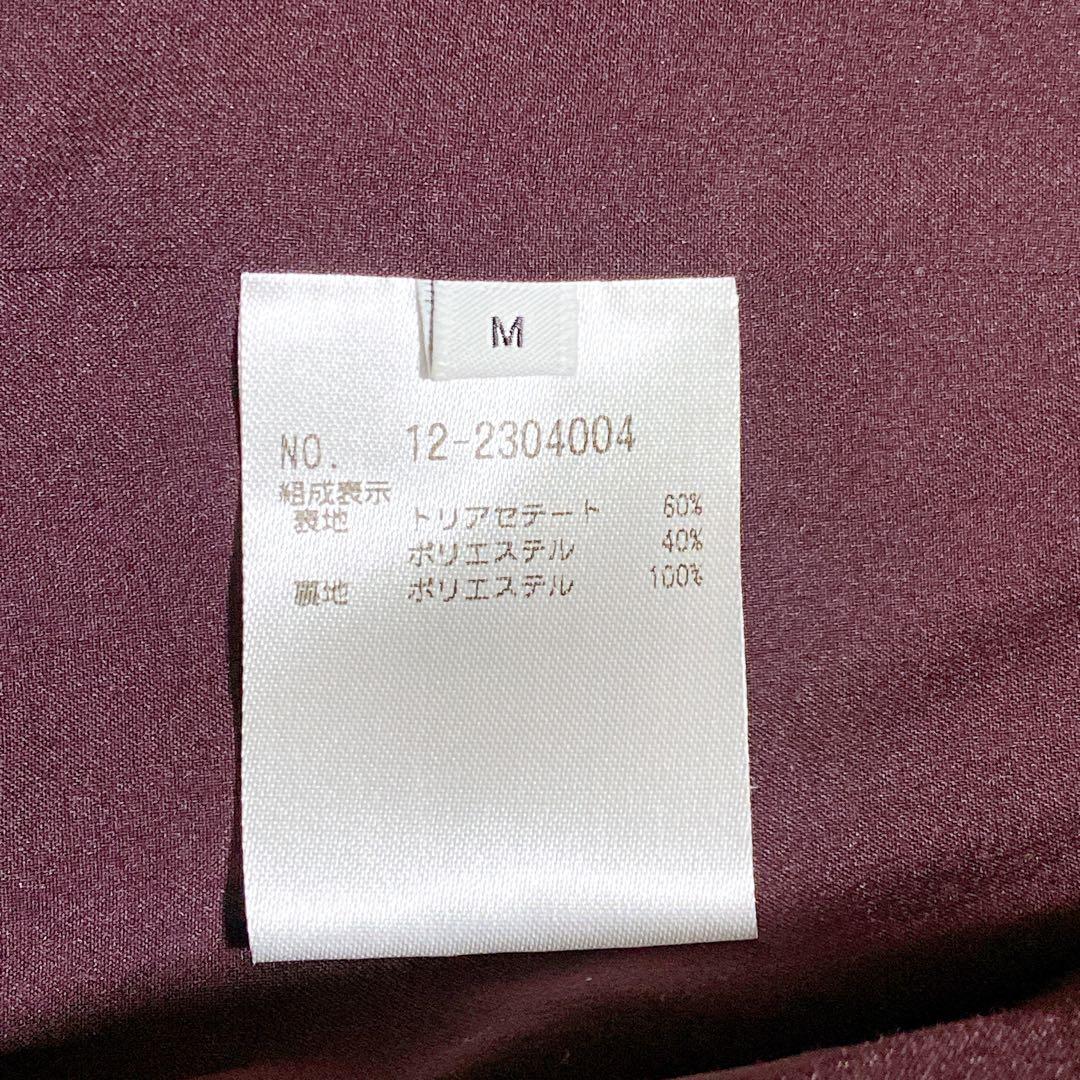 M
NO. 12-2304004
組成表示
表地 トリアセテート 60%
ポリエステル 40%
裏地 ポリエステル 100%